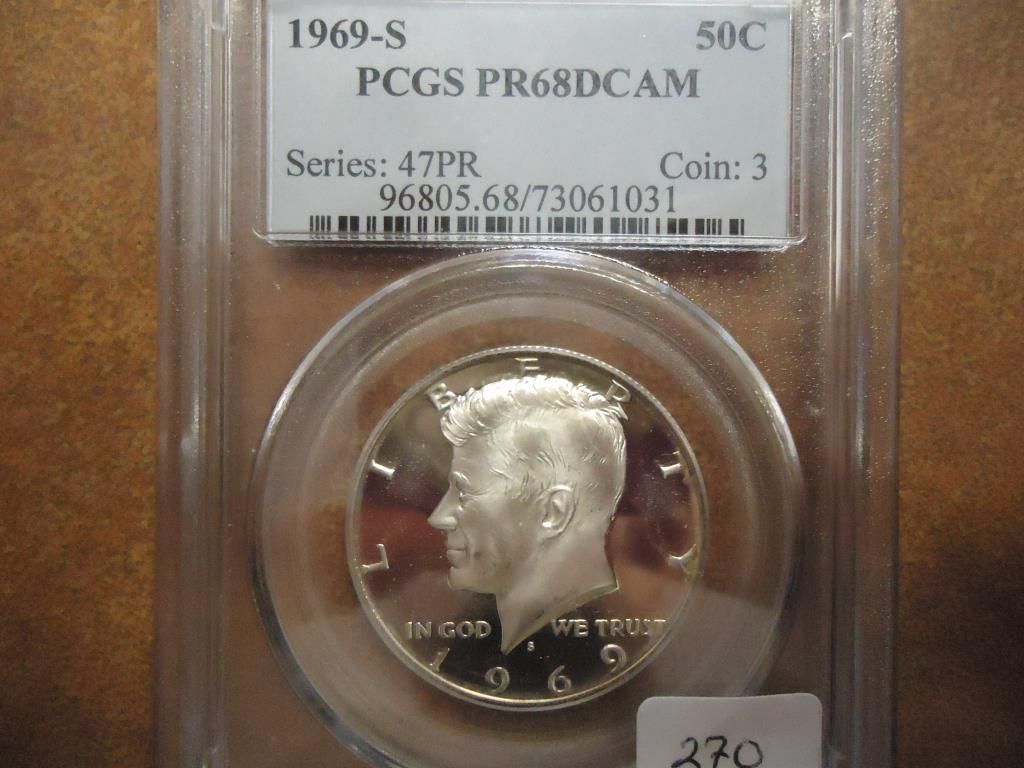 1969-S 50C
PCGS PR68DCAM
Series: 47PR Coin: 3
96805.68/73061031
LIBERTY
IN GOD WE TRUST
S
1969
270